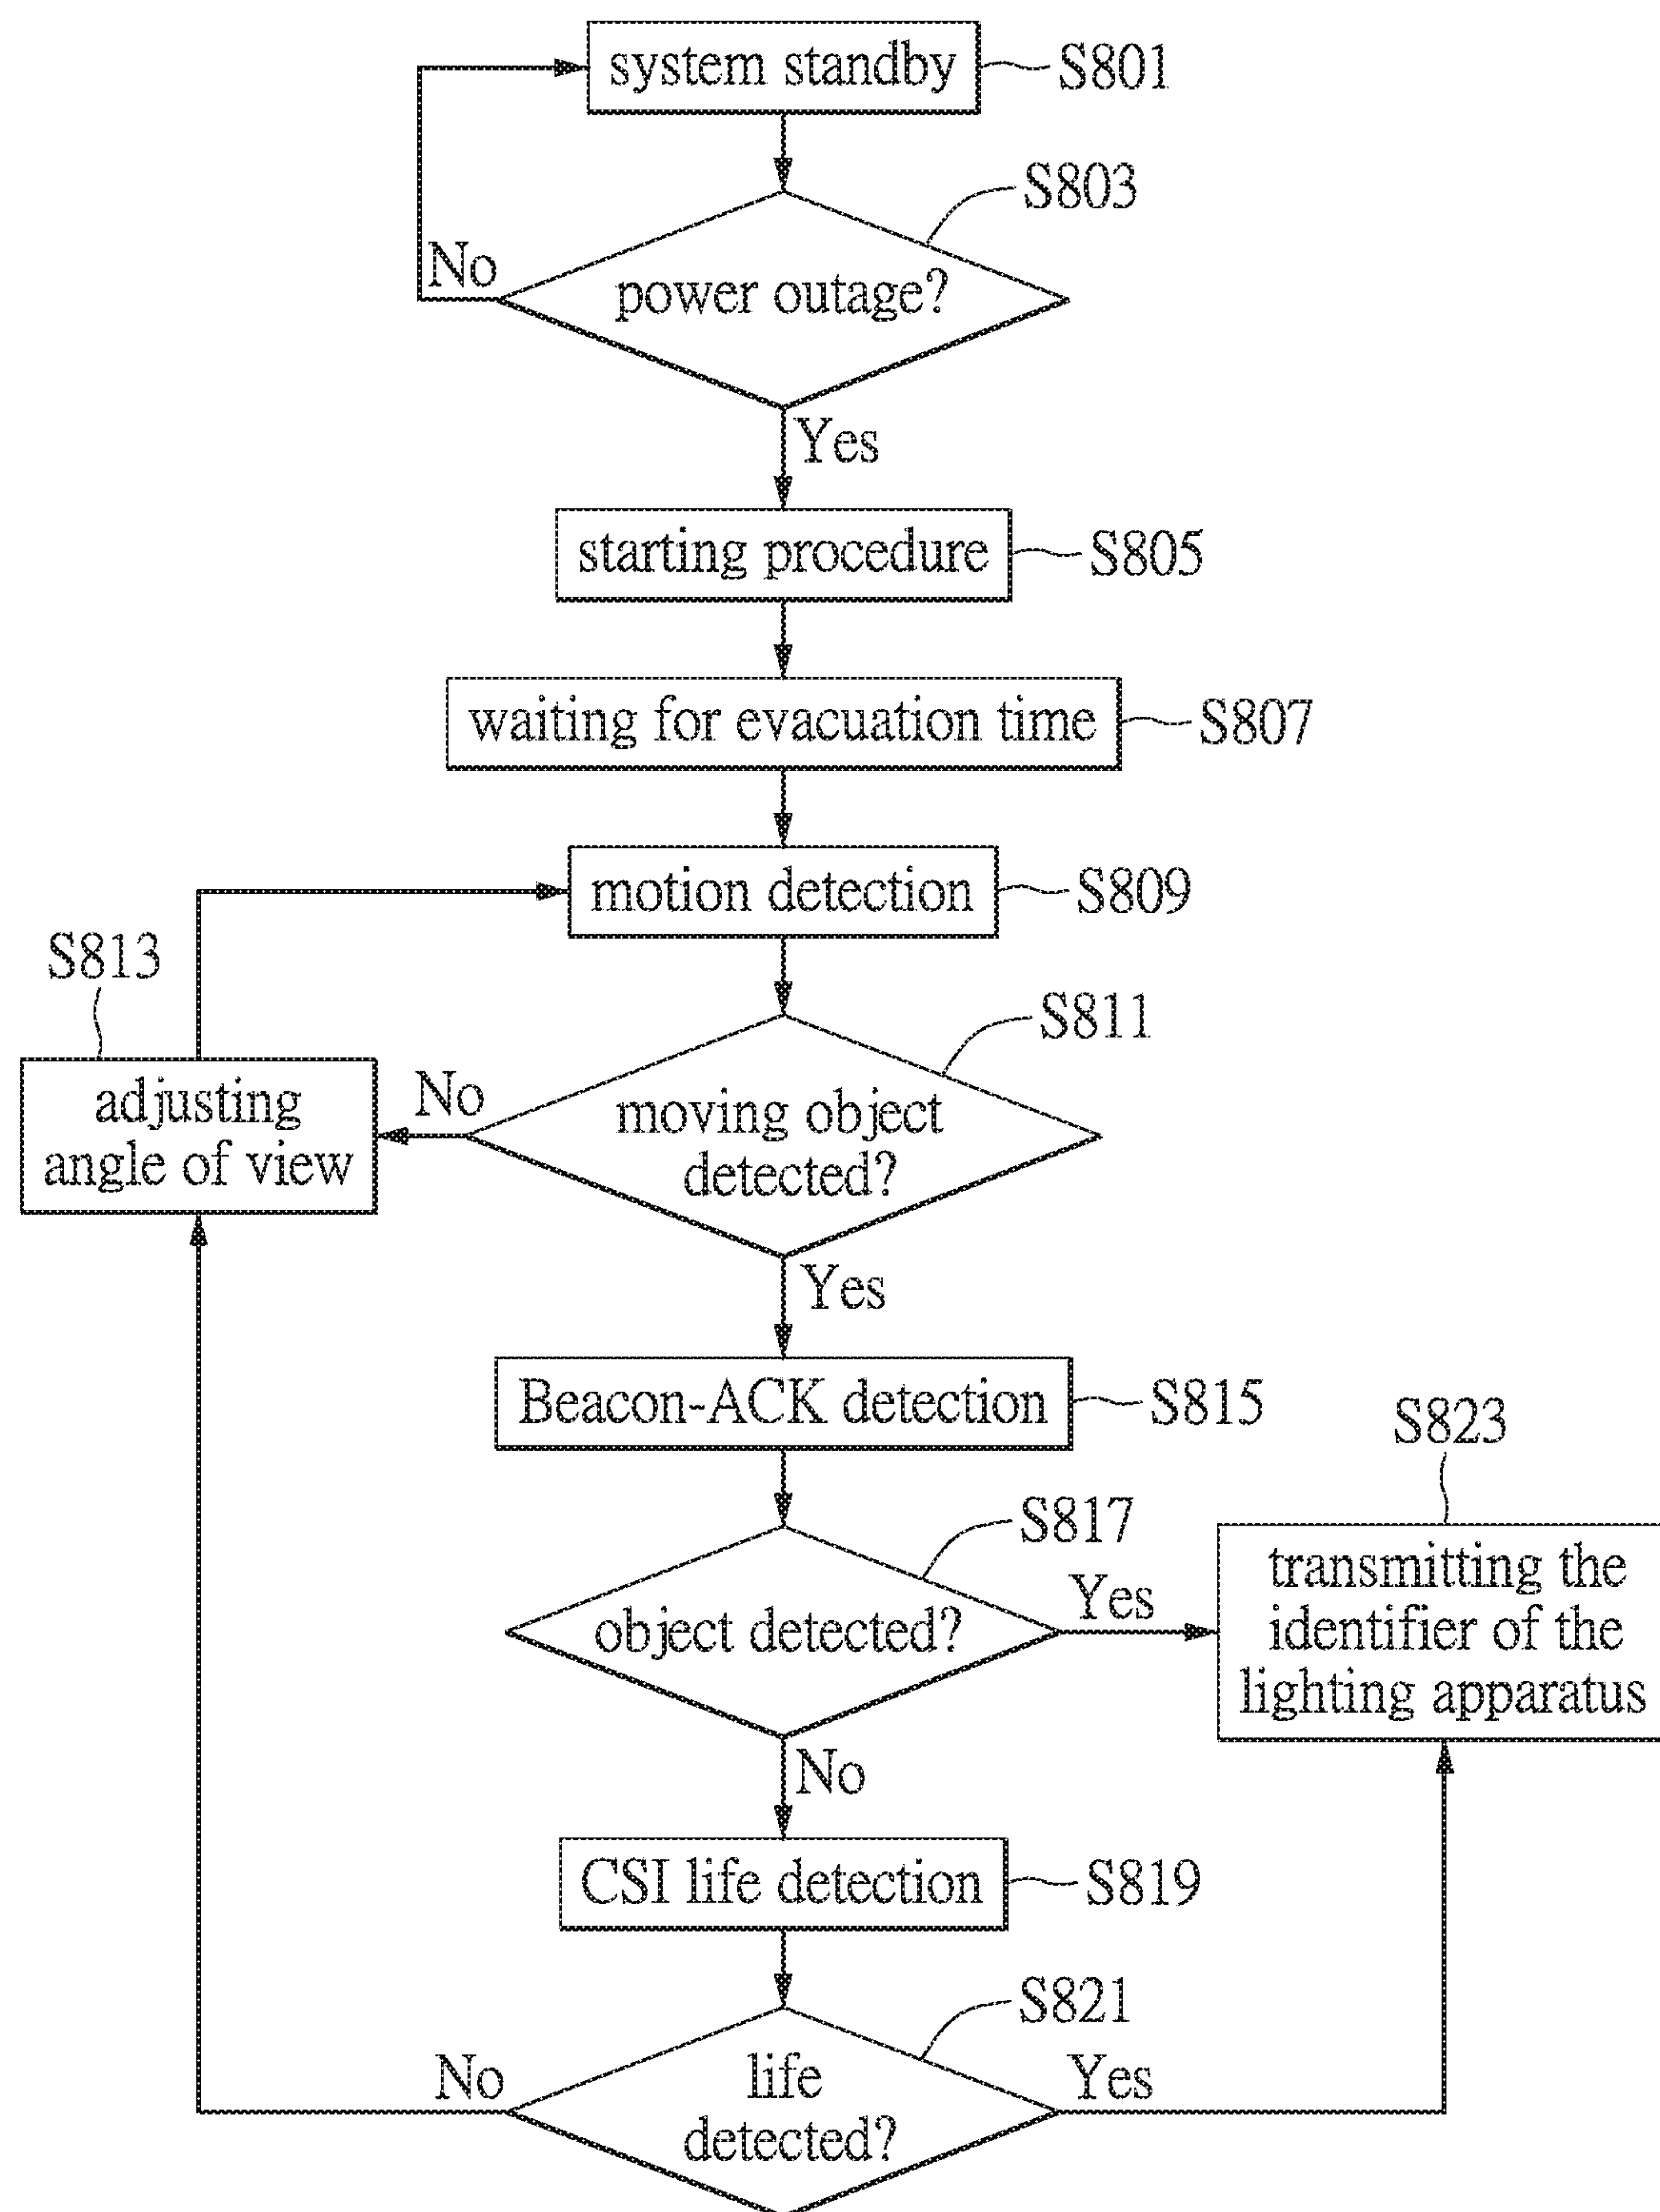 system standby
S801
S803
No
power outage?
Yes
starting procedure
S805
waiting for evacuation time
S807
motion detection
S809
S813
S811
adjusting
angle of view
No
moving object
detected?
Yes
Beacon-ACK detection
S815
S823
S817
transmitting the
identifier of the
lighting apparatus
Yes
object detected?
No
CSI life detection
S819
S821
No
life
detected?
Yes